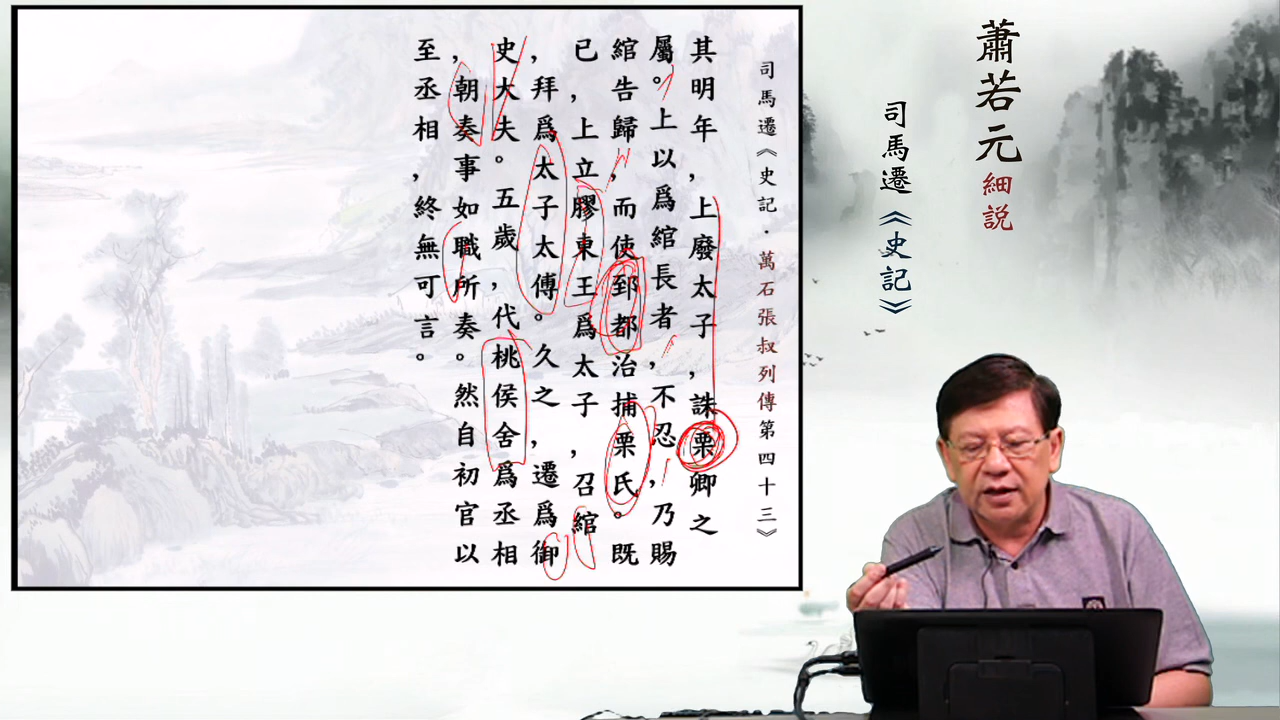 蕭若元細說
司馬遷《史記》
司馬遷《史記·萬石張叔列傳第四十三》
其明年，上廢太子，誅栗卿之
屬。上以爲綰長者，不忍，乃賜
綰告歸，而使郅都治捕栗氏。既
已，上立膠東王爲太子，召綰
，拜爲太子太傅。久之，遷爲御
史大夫。五歲，代桃侯舍爲丞相
，朝奏事如職所奏。然自初官以
至丞相，終無可言。